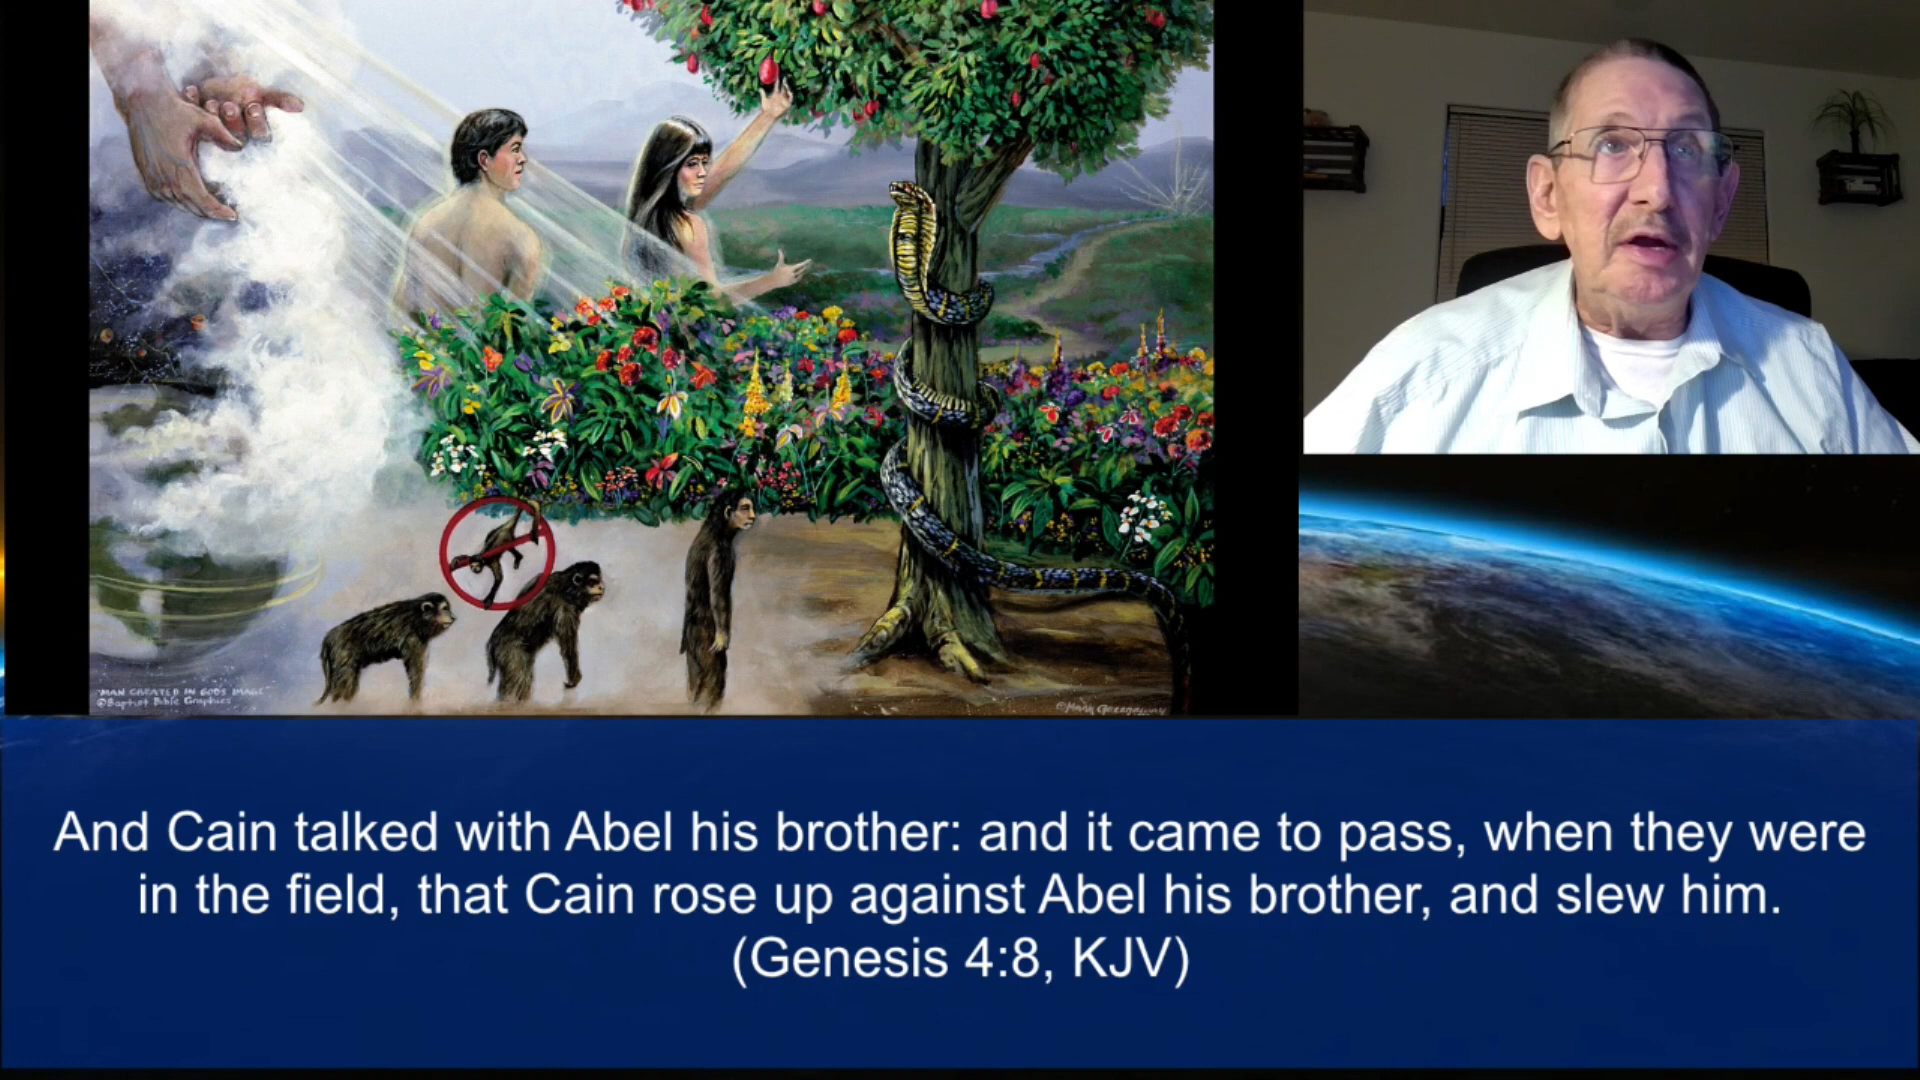 "MAN CREATED IN GODS IMAGE"
©Baptist Bible Graphics
©Mark Greenawalt
And Cain talked with Abel his brother: and it came to pass, when they were
in the field, that Cain rose up against Abel his brother, and slew him.
(Genesis 4:8, KJV)